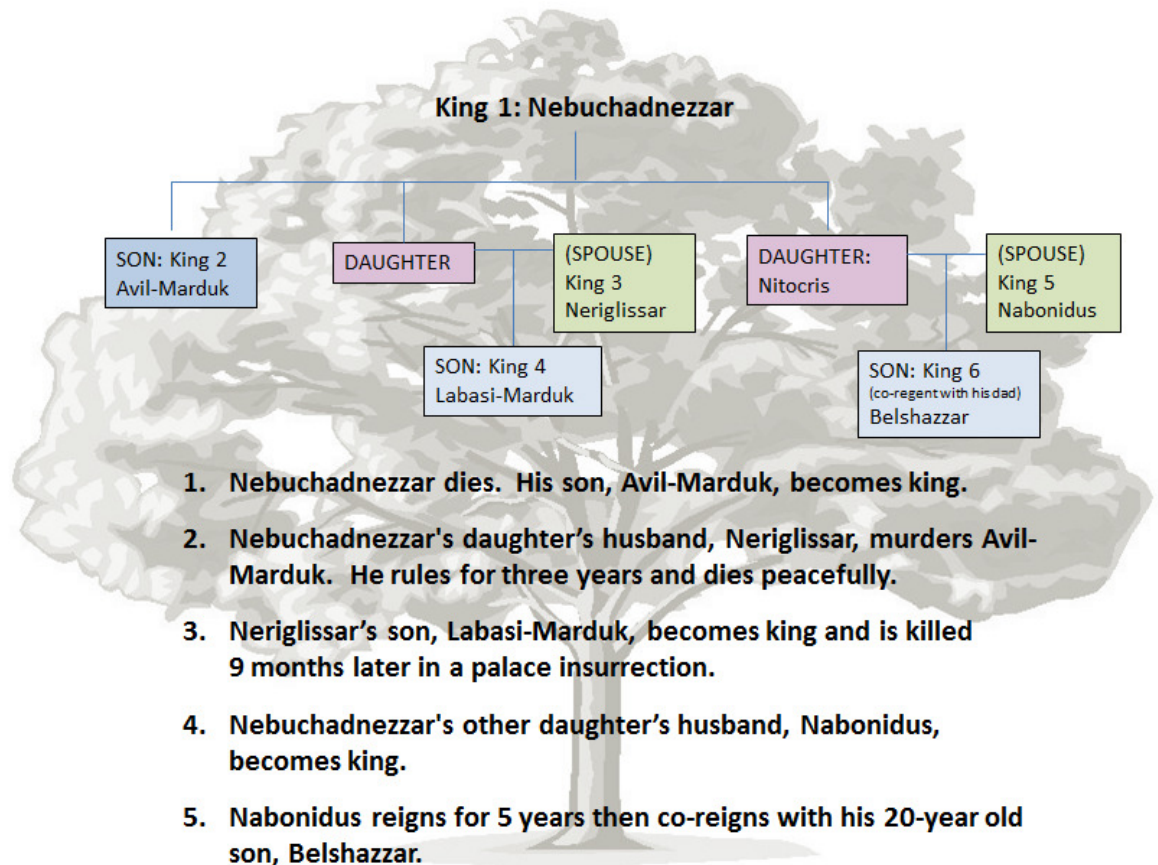 King 1: Nebuchadnezzar
SON: King 2
Avil-Marduk
DAUGHTER
(SPOUSE)
King 3
Neriglissar
DAUGHTER:
Nitocris
(SPOUSE)
King 5
Nabonidus
SON: King 4
Labasi-Marduk
SON: King 6
(co-regent with his dad)
Belshazzar
1. Nebuchadnezzar dies. His son, Avil-Marduk, becomes king.
2. Nebuchadnezzar's daughter’s husband, Neriglissar, murders Avil-
Marduk. He rules for three years and dies peacefully.
3. Neriglissar’s son, Labasi-Marduk, becomes king and is killed
9 months later in a palace insurrection.
4. Nebuchadnezzar's other daughter’s husband, Nabonidus,
becomes king.
5. Nabonidus reigns for 5 years then co-reigns with his 20-year old
son, Belshazzar.